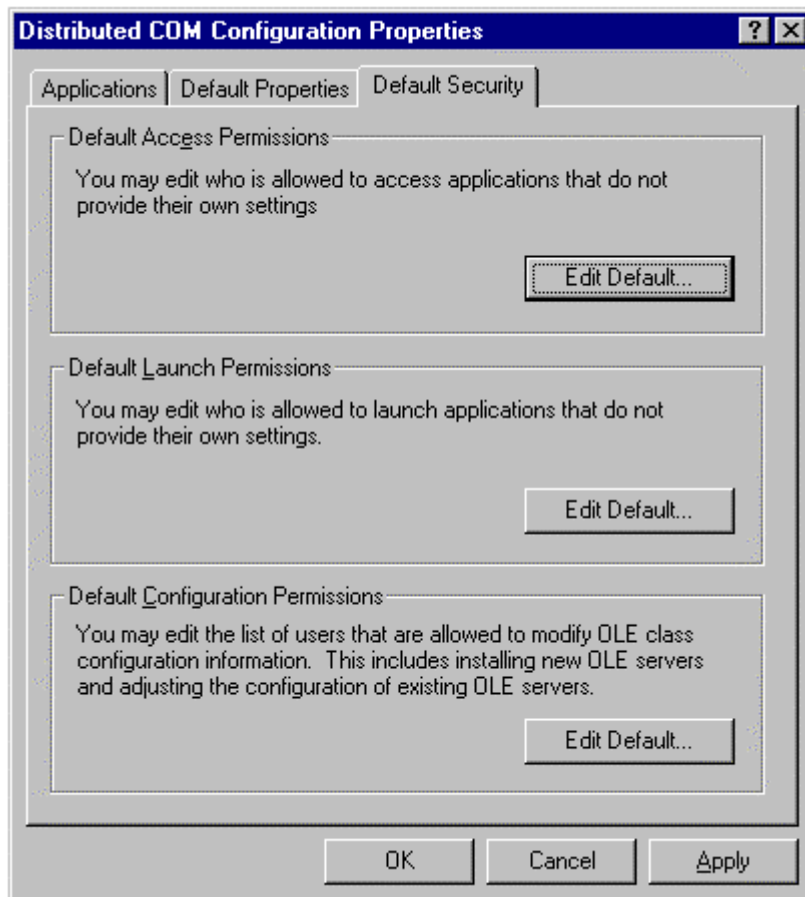 Distributed COM Configuration Properties
Applications
Default Properties
Default Security
Default Access Permissions
You may edit who is allowed to access applications that do not
provide their own settings
Edit Default...
Default Launch Permissions
You may edit who is allowed to launch applications that do not
provide their own settings.
Edit Default...
Default Configuration Permissions
You may edit the list of users that are allowed to modify OLE class
configuration information.  This includes installing new OLE servers
and adjusting the configuration of existing OLE servers.
Edit Default...
OK
Cancel
Apply